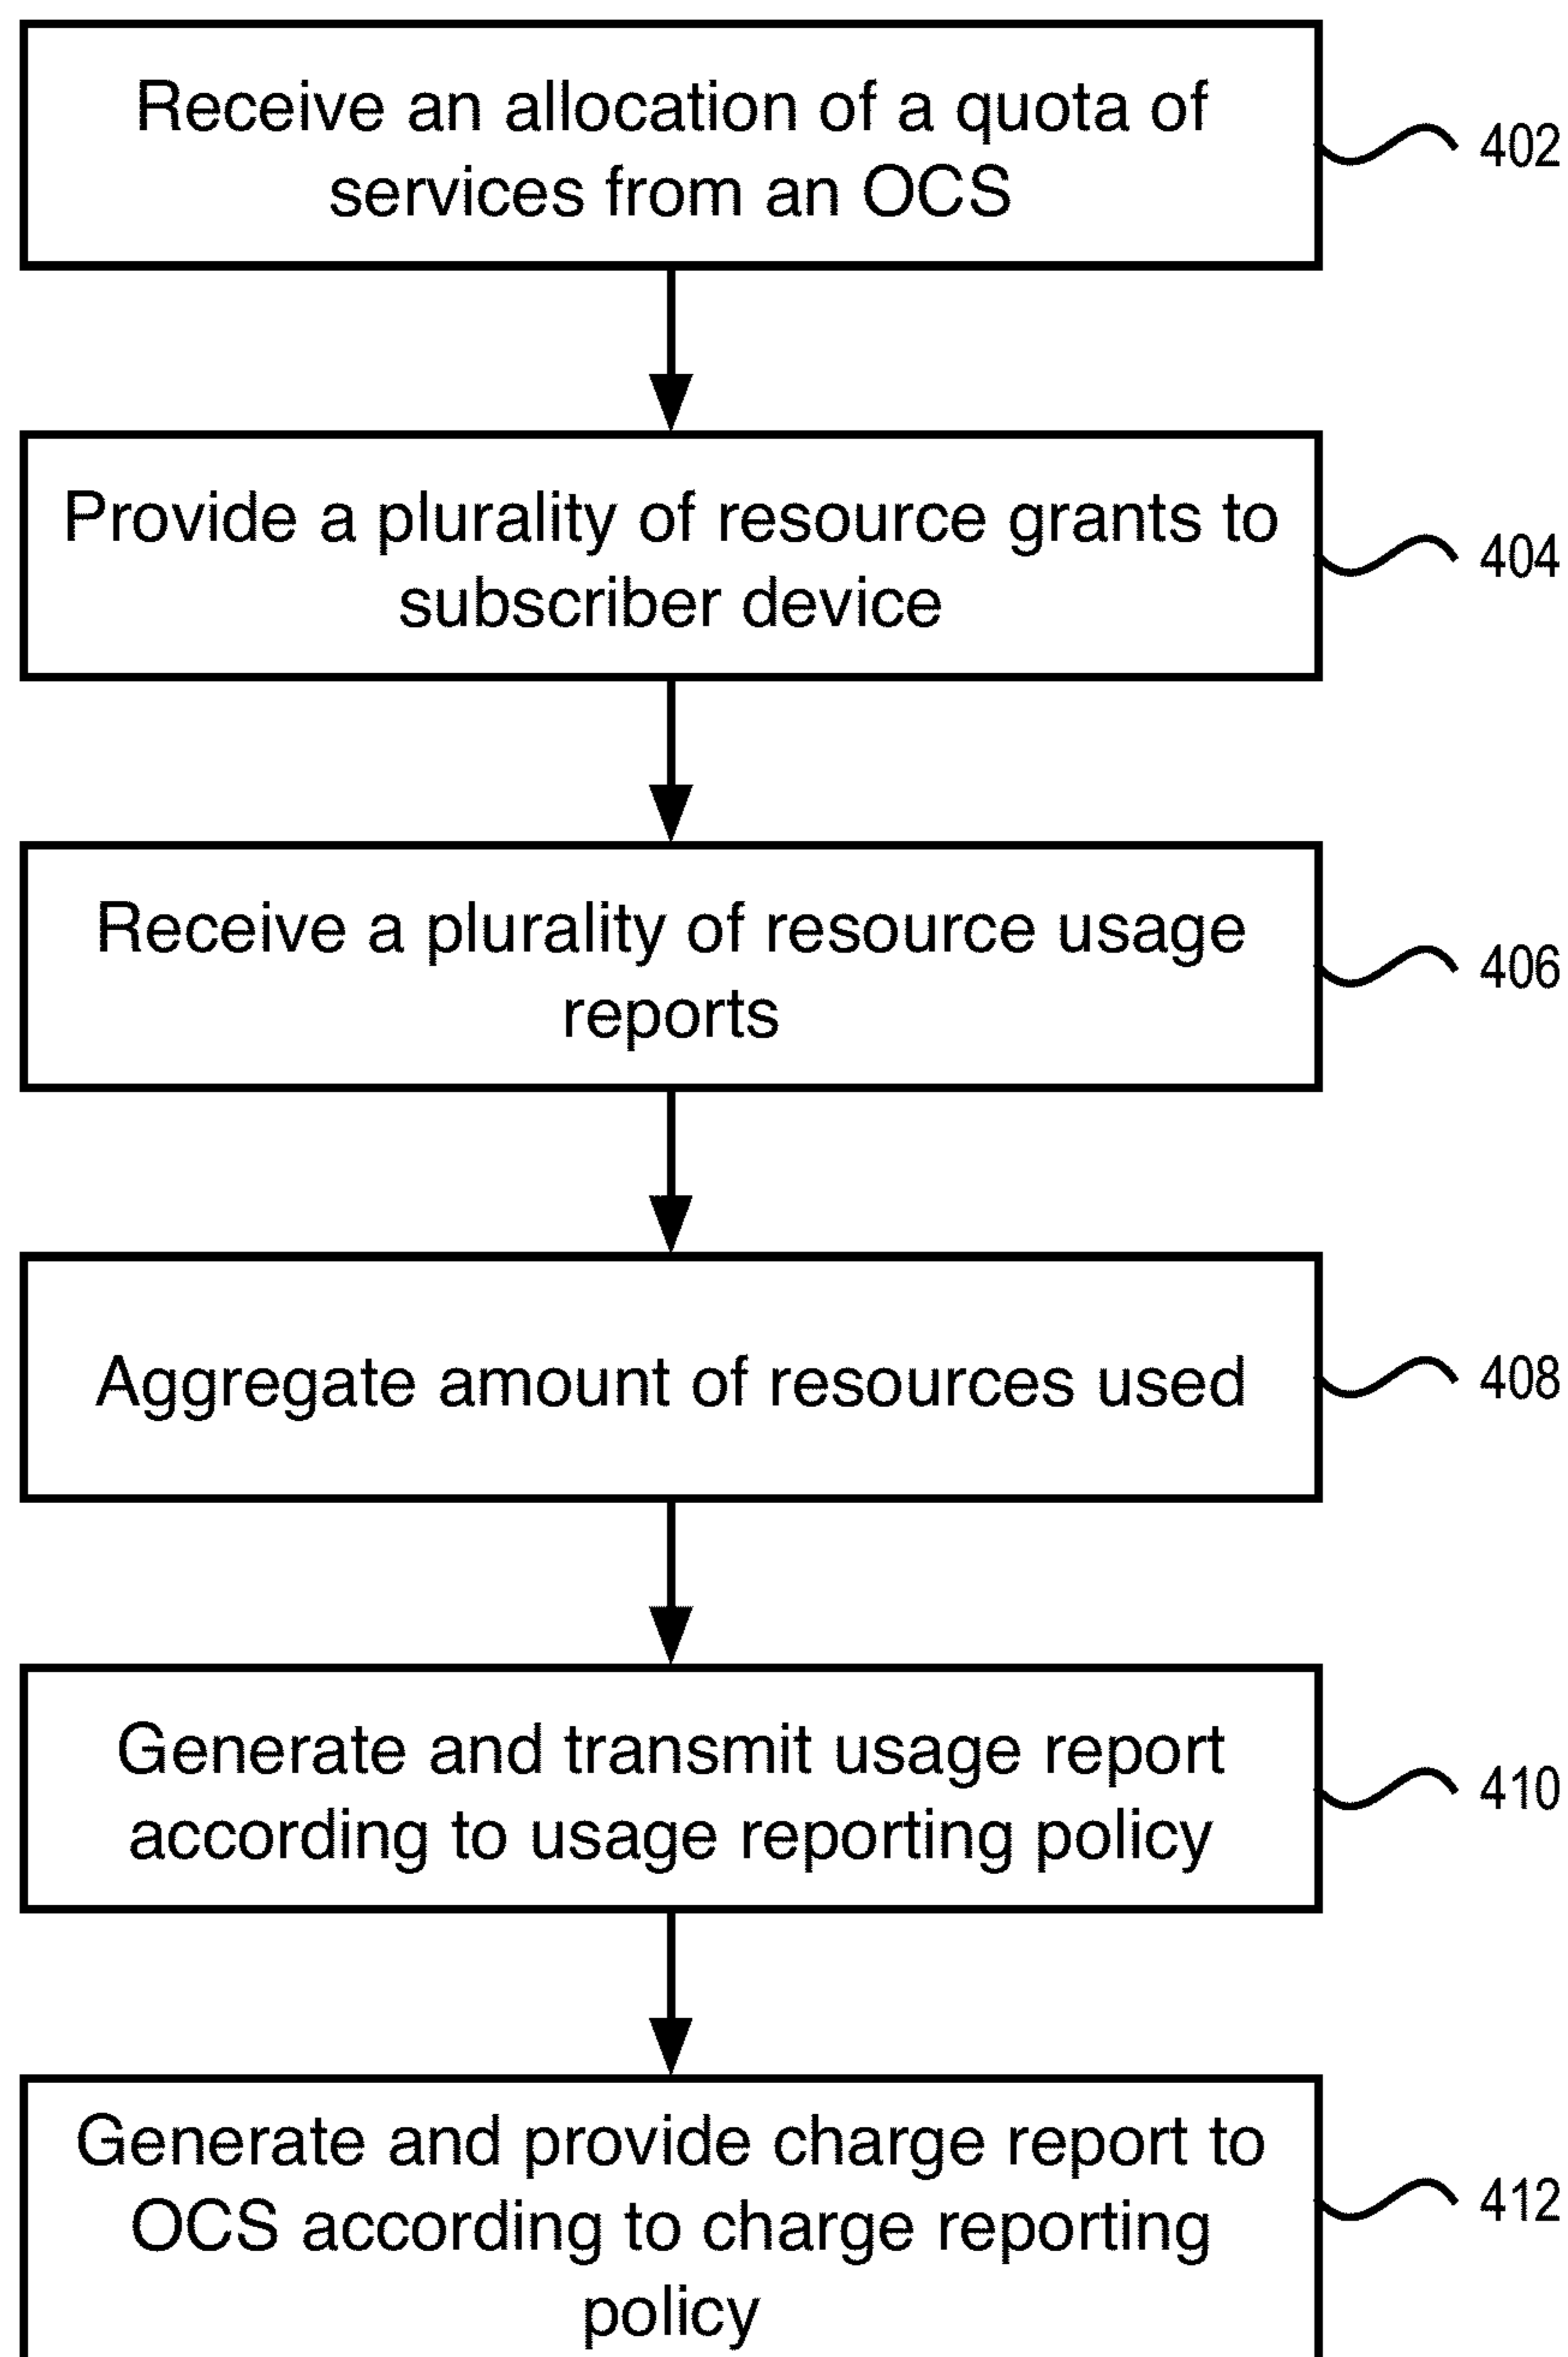 Receive an allocation of a quota of
services from an OCS
402
Provide a plurality of resource grants to
subscriber device
404
Receive a plurality of resource usage
reports
406
Aggregate amount of resources used
408
Generate and transmit usage report
according to usage reporting policy
410
Generate and provide charge report to
OCS according to charge reporting
policy
412